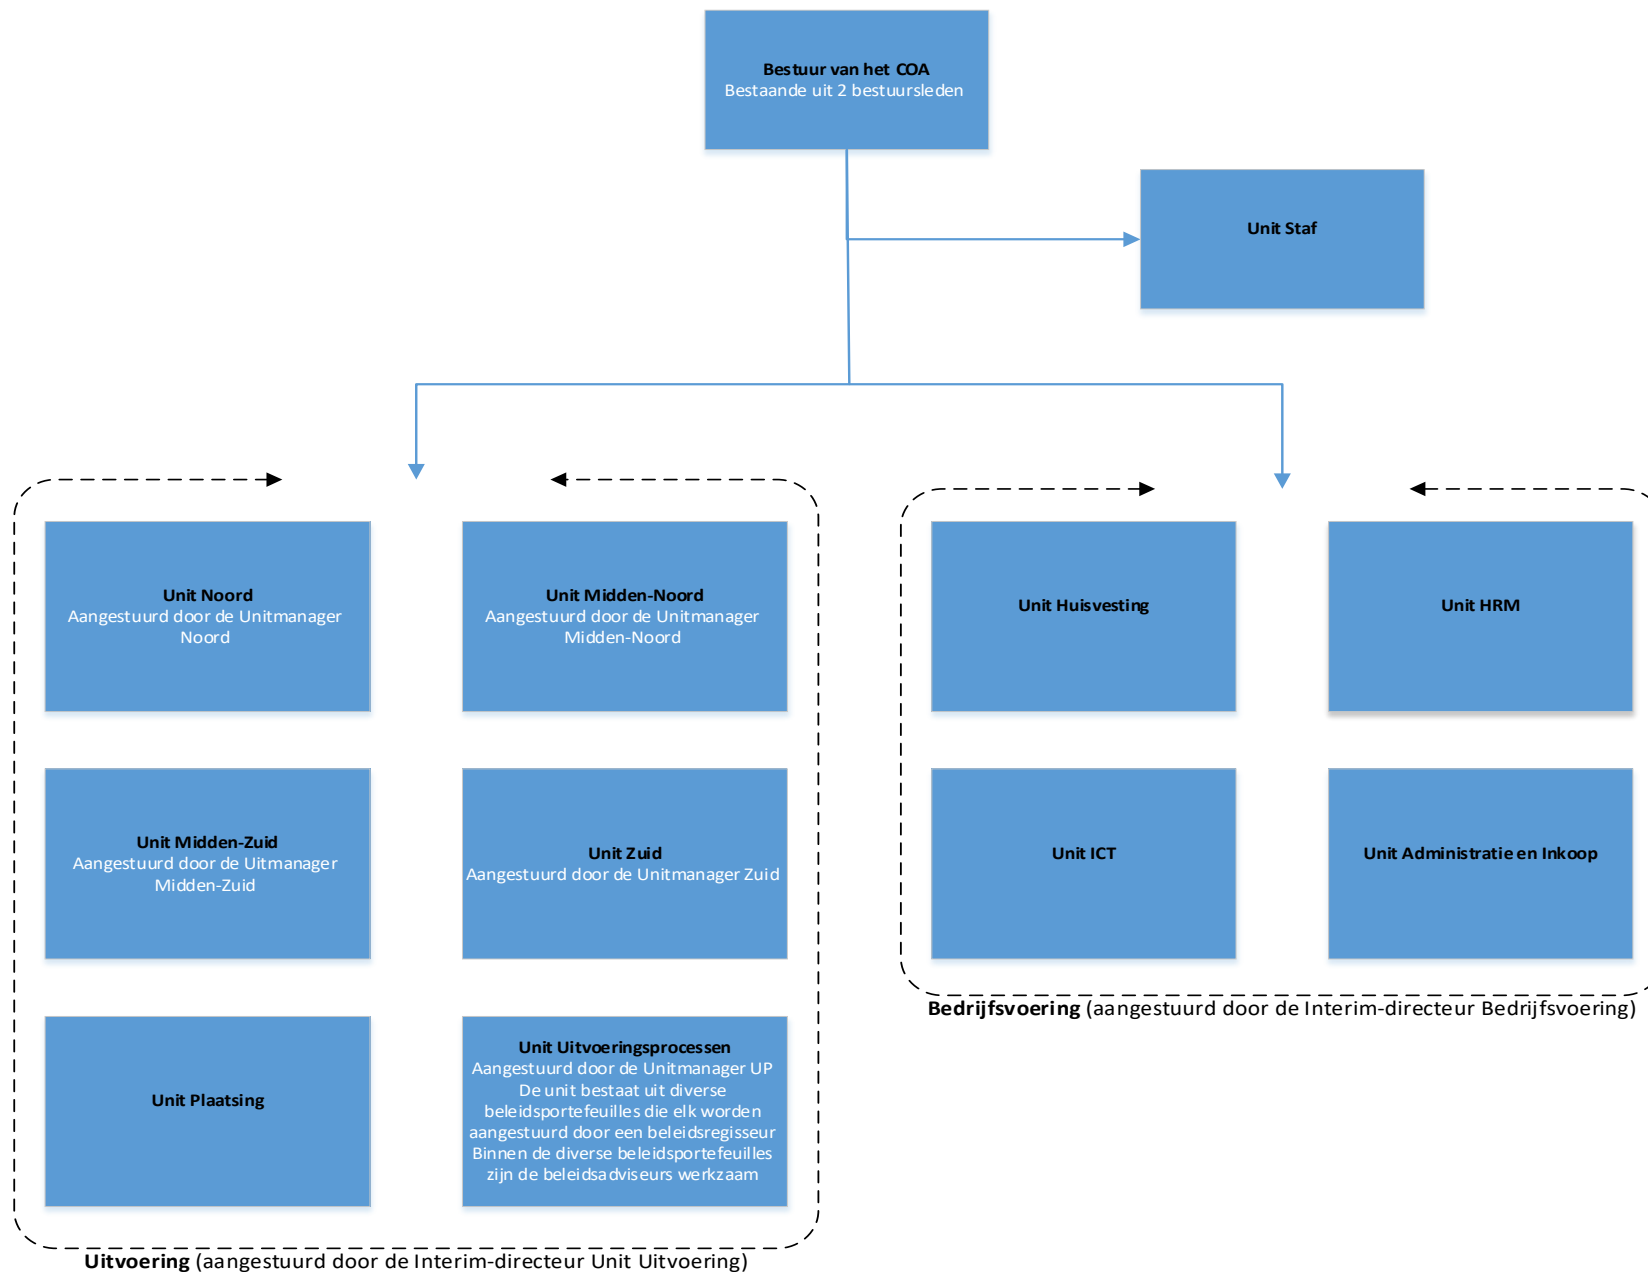 Bestuur van het COA
Bestaande uit 2 bestuursleden
Unit Staf
Unit Noord
Aangestuurd door de Unitmanager
Noord
Unit Midden-Noord
Aangestuurd door de Unitmanager
Midden-Noord
Unit Huisvesting
Unit HRM
Unit Midden-Zuid
Aangestuurd door de Uitmanager
Midden-Zuid
Unit Zuid
Aangestuurd door de Unitmanager Zuid
Unit ICT
Unit Administratie en Inkoop
Bedrijfsvoering (aangestuurd door de Interim-directeur Bedrijfsvoering)
Unit Plaatsing
Unit Uitvoeringsprocessen
Aangestuurd door de Unitmanager UP
De unit bestaat uit diverse
beleidsportefeuilles die elk worden
aangestuurd door een beleidsregisseur
Binnen de diverse beleidsportefeuilles
zijn de beleidsadviseurs werkzaam
Uitvoering (aangestuurd door de Interim-directeur Unit Uitvoering)